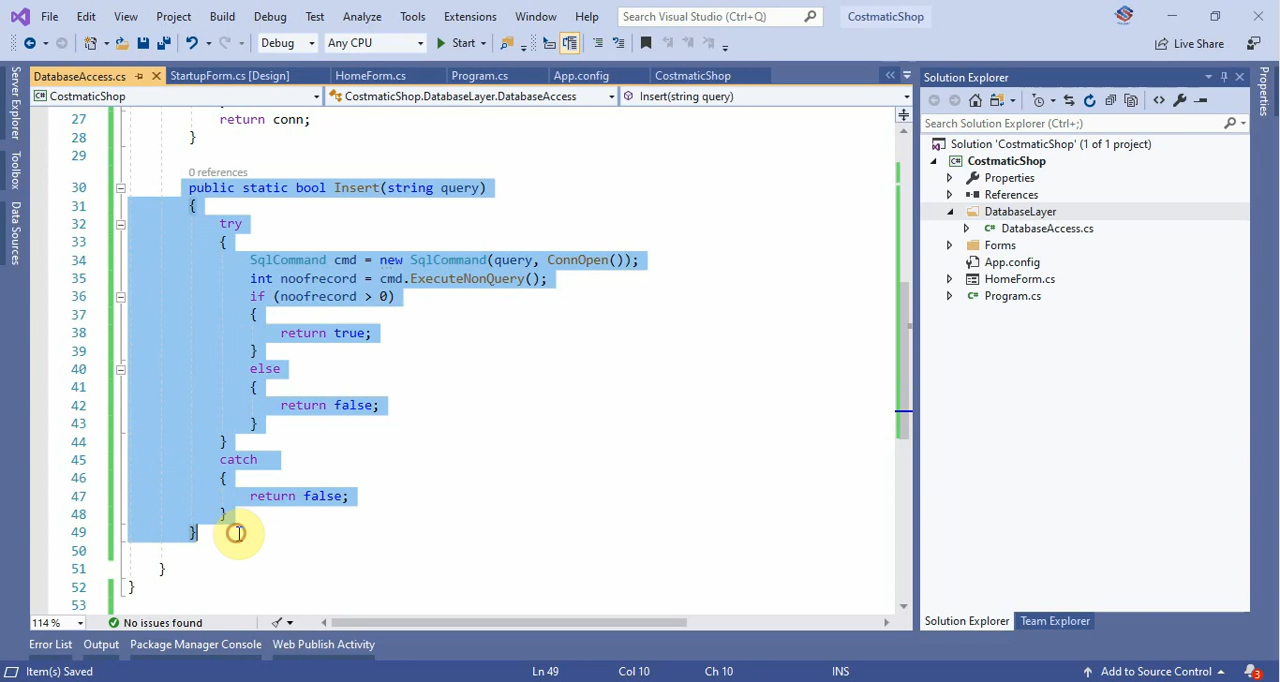 File Edit View Project Build Debug Test Analyze Tools Extensions Window Help Search Visual Studio (Ctrl+Q) CostmaticShop
Debug Any CPU Start Live Share
DatabaseAccess.cs StartupForm.cs [Design] HomeForm.cs Program.cs App.config CostmaticShop
CostmaticShop CostmaticShop.DatabaseLayer.DatabaseAccess Insert(string query)
Server Explorer
Toolbox
Data Sources
27 return conn;
28 }
29
0 references
30 public static bool Insert(string query)
31 {
32 try
33 {
34 SqlCommand cmd = new SqlCommand(query, ConnOpen());
35 int noofrecord = cmd.ExecuteNonQuery();
36 if (noofrecord > 0)
37 {
38 return true;
39 }
40 else
41 {
42 return false;
43 }
44 }
45 catch
46 {
47 return false;
48 }
49 }
50
51 }
52 }
53
114 % No issues found
Solution Explorer
Search Solution Explorer (Ctrl+;)
Solution 'CostmaticShop' (1 of 1 project)
CostmaticShop
Properties
References
DatabaseLayer
DatabaseAccess.cs
Forms
App.config
HomeForm.cs
Program.cs
Solution Explorer Team Explorer
Properties
Error List Output Package Manager Console Web Publish Activity
Item(s) Saved Ln 49 Col 10 Ch 10 INS Add to Source Control 3